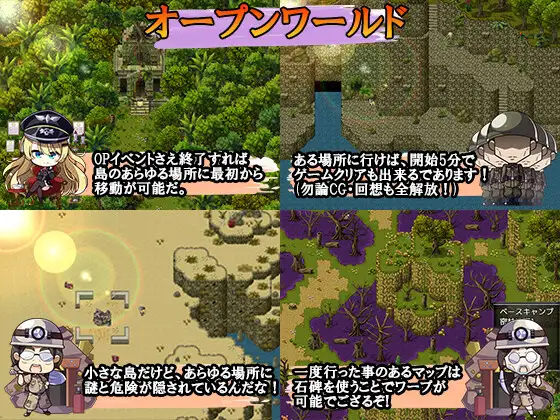 オープンワールド
OPイベントさえ終了すれば
島のあらゆる場所に最初から
移動が可能だ。
ある場所に行けば、開始5分で
ゲームクリアも出来るであります!
(勿論CG・回想も全解放!)
小さな島だけど、あらゆる場所に
謎と危険が隠されているんだな!
ベースキャンプ
一度行った事のあるマップは
石碑を使うことでワープが
可能でござるぞ!